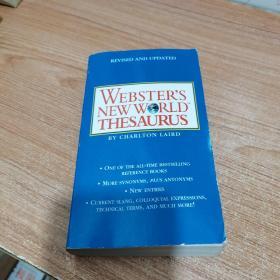 REVISED AND UPDATED
WEBSTER'S
NEW WORLD™
THESAURUS
BY CHARLTON LAIRD
• ONE OF THE ALL-TIME BESTSELLING
REFERENCE BOOKS
• MORE SYNONYMS, PLUS ANTONYMS
• NEW ENTRIES
• CURRENT SLANG, COLLOQUIAL EXPRESSIONS,
TECHNICAL TERMS, AND MUCH MORE!